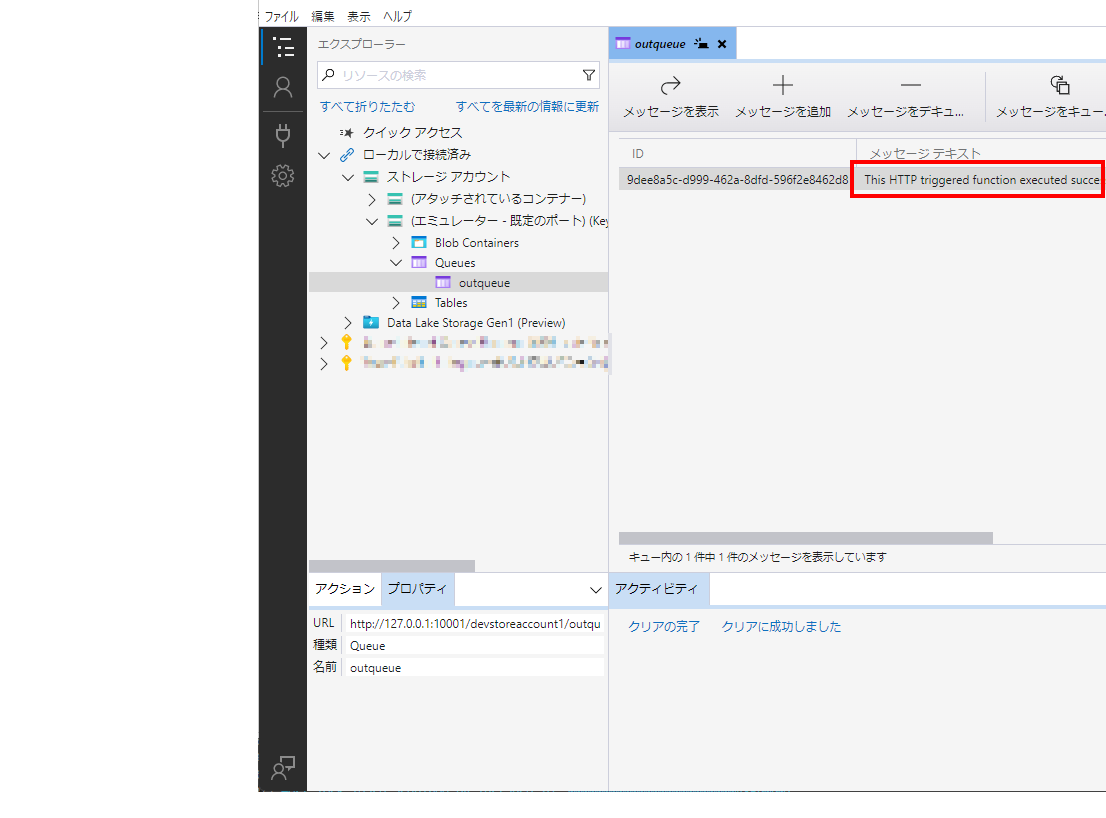 ファイル 編集 表示 ヘルプ
エクスプローラー
リソースの検索
すべて折りたたむ すべてを最新の情報に更新
クイック アクセス
ローカルで接続済み
ストレージ アカウント
(アタッチされているコンテナー)
(エミュレーター - 既定のポート) (Key
Blob Containers
Queues
outqueue
Tables
Data Lake Storage Gen1 (Preview)
アクション プロパティ
URL http://127.0.0.1:10001/devstoreaccount1/outqu
種類 Queue
名前 outqueue
outqueue
メッセージを表示 メッセージを追加 メッセージをデキュ... メッセージをキュー...
ID メッセージ テキスト
9dee8a5c-d999-462a-8dfd-596f2e8462d8 This HTTP triggered function executed succe
キュー内の 1 件中 1 件のメッセージを表示しています
アクティビティ
クリアの完了 クリアに成功しました